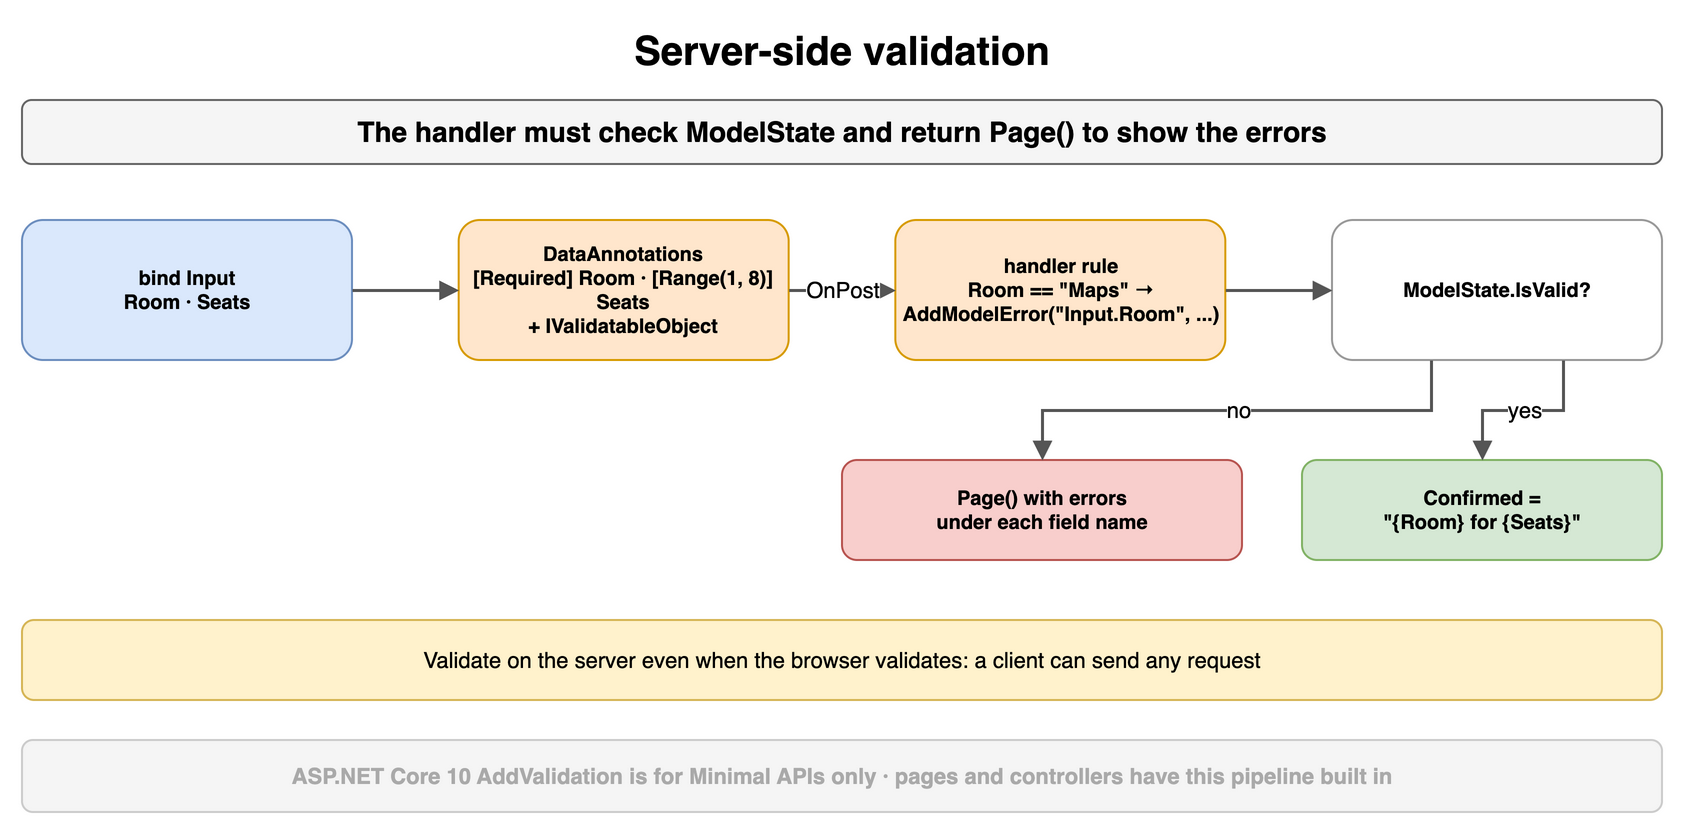 Server-side validation
The handler must check ModelState and return Page() to show the errors
bind Input
Room · Seats
DataAnnotations
[Required] Room · [Range(1, 8)]
Seats
+ IValidatableObject
OnPost
handler rule
Room == "Maps" →
AddModelError("Input.Room", ...)
ModelState.IsValid?
no
yes
Page() with errors
under each field name
Confirmed =
"{Room} for {Seats}"
Validate on the server even when the browser validates: a client can send any request
ASP.NET Core 10 AddValidation is for Minimal APIs only · pages and controllers have this pipeline built in